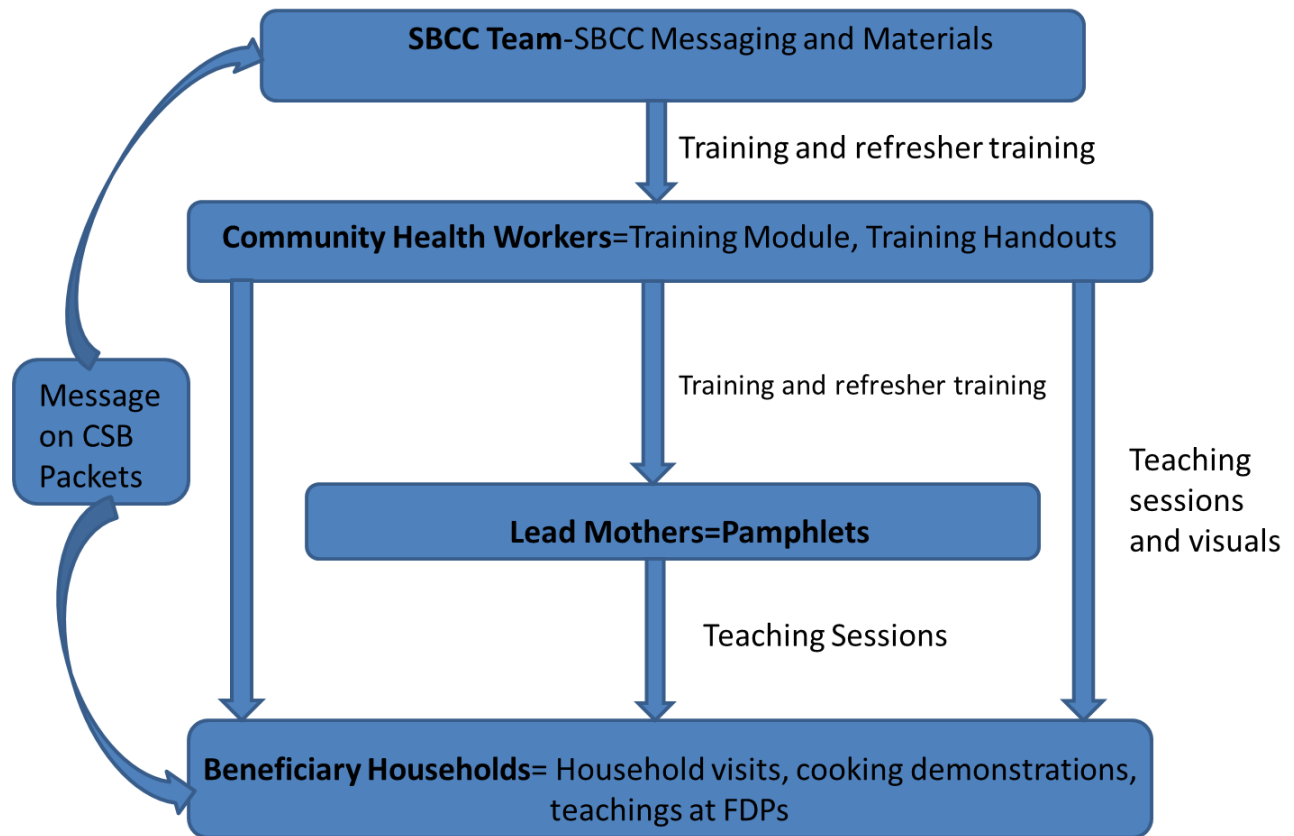 SBCC Team-SBCC Messaging and Materials
Training and refresher training
Community Health Workers=Training Module, Training Handouts
Message
on CSB
Packets
Training and refresher training
Teaching
sessions
and visuals
Lead Mothers=Pamphlets
Teaching Sessions
Beneficiary Households= Household visits, cooking demonstrations,
teachings at FDPs